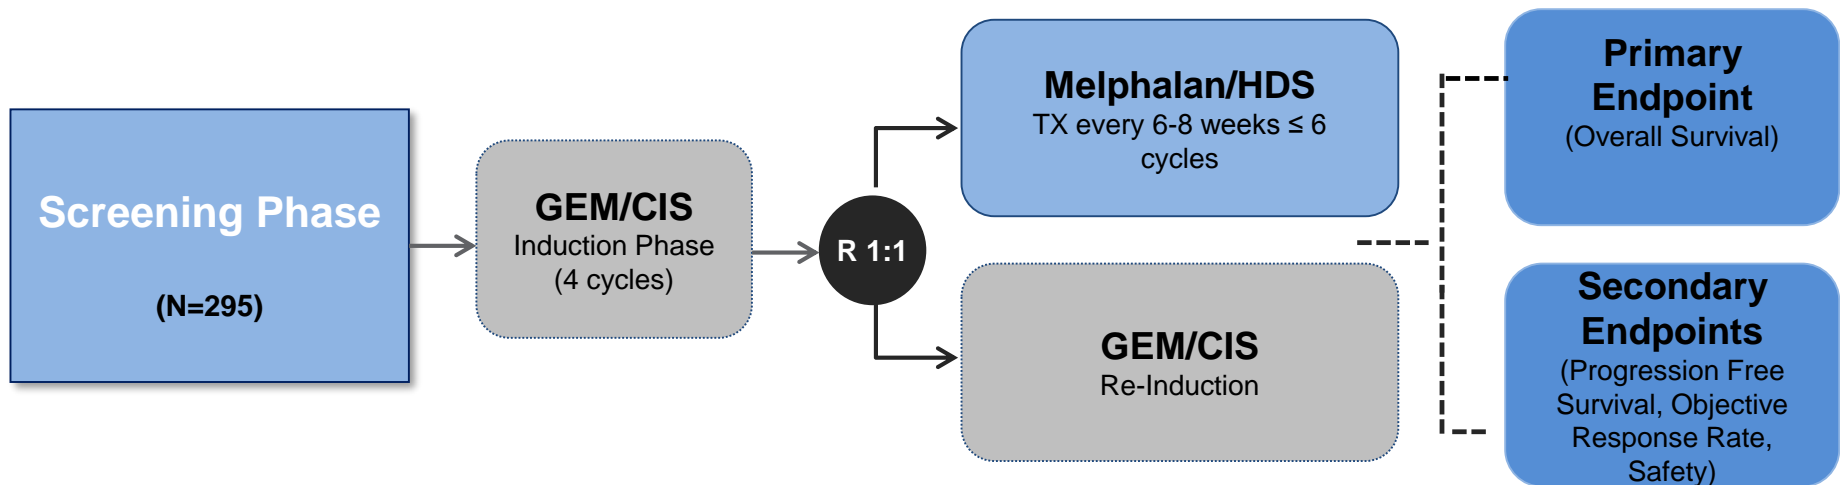 Screening Phase
(N=295)
GEM/CIS
Induction Phase
(4 cycles)
R 1:1
Melphalan/HDS
TX every 6-8 weeks ≤ 6
cycles
GEM/CIS
Re-Induction
Primary
Endpoint
(Overall Survival)
Secondary
Endpoints
(Progression Free
Survival, Objective
Response Rate,
Safety)